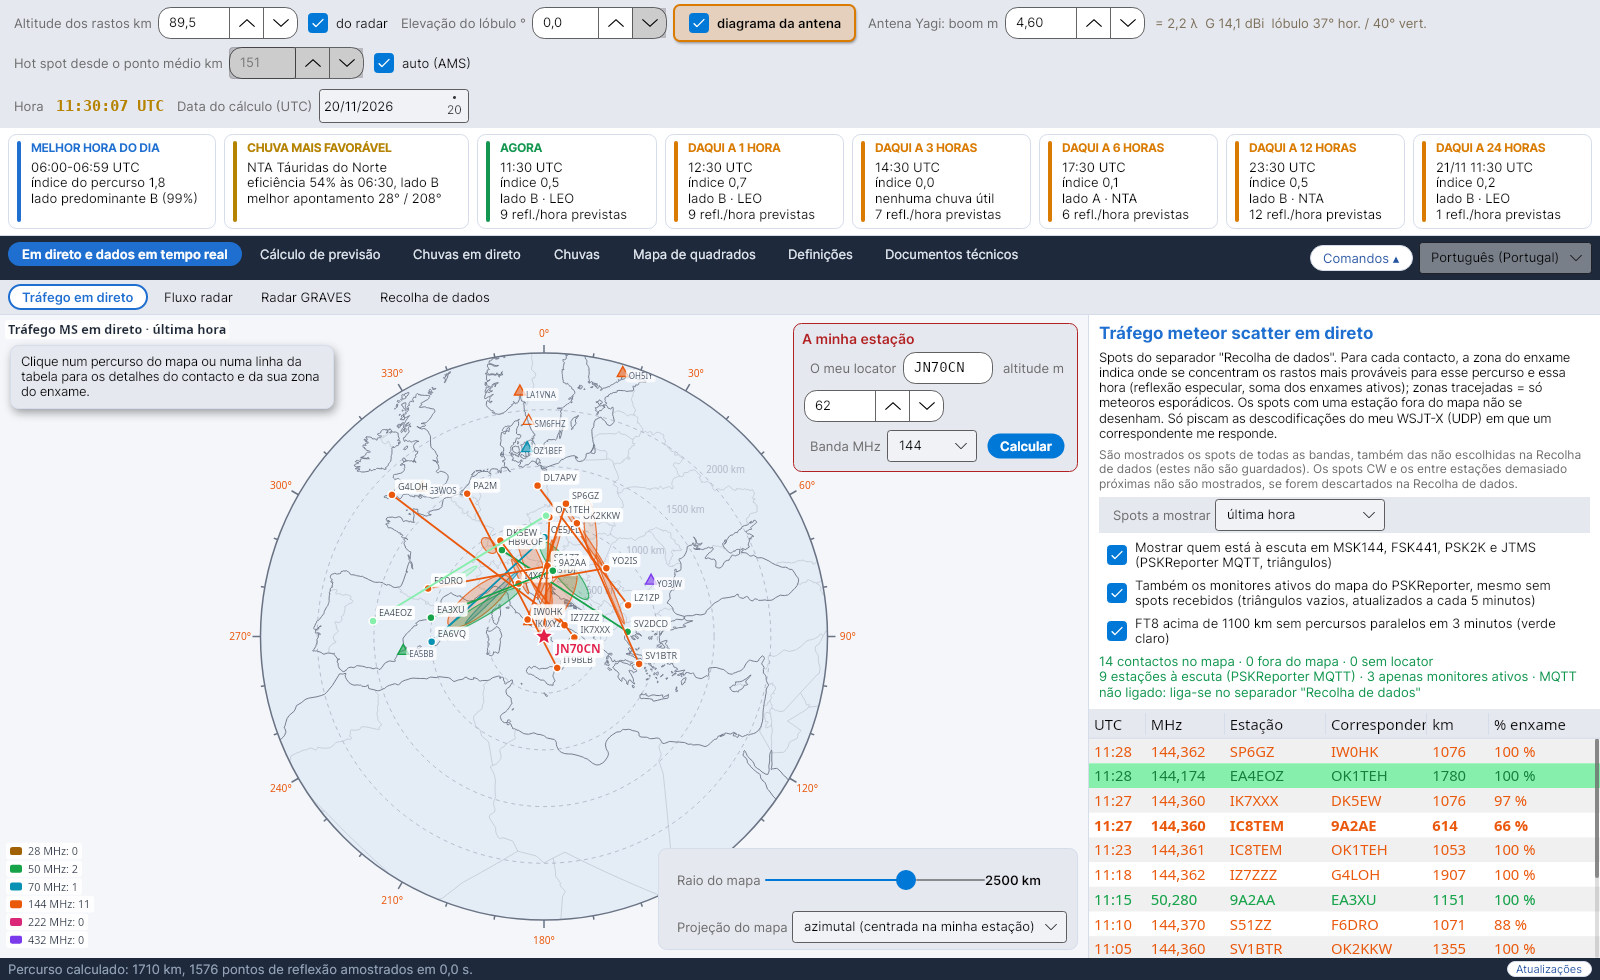 Altitude dos rastos km 89,5 do radar Elevação do lóbulo ° 0,0 diagrama da antena Antena Yagi: boom m 4,60 = 2,2 λ G 14,1 dBi lóbulo 37° hor. / 40° vert.
Hot spot desde o ponto médio km 151 auto (AMS)
Hora 11:30:07 UTC Data do cálculo (UTC) 20/11/2026 20
MELHOR HORA DO DIA
06:00-06:59 UTC
índice do percurso 1,8
lado predominante B (99%)
CHUVA MAIS FAVORÁVEL
NTA Táuridas do Norte
eficiência 54% às 06:30, lado B
melhor apontamento 28° / 208°
AGORA
11:30 UTC
índice 0,5
lado B · LEO
9 refl./hora previstas
DAQUI A 1 HORA
12:30 UTC
índice 0,7
lado B · LEO
9 refl./hora previstas
DAQUI A 3 HORAS
14:30 UTC
índice 0,0
nenhuma chuva útil
7 refl./hora previstas
DAQUI A 6 HORAS
17:30 UTC
índice 0,1
lado A · NTA
6 refl./hora previstas
DAQUI A 12 HORAS
23:30 UTC
índice 0,5
lado B · NTA
12 refl./hora previstas
DAQUI A 24 HORAS
21/11 11:30 UTC
índice 0,2
lado B · LEO
1 refl./hora previstas
Em direto e dados em tempo real Cálculo de previsão Chuvas em direto Chuvas Mapa de quadrados Definições Documentos técnicos Comandos ▴ Português (Portugal)
Tráfego em direto Fluxo radar Radar GRAVES Recolha de dados
Tráfego MS em direto · última hora
Clique num percurso do mapa ou numa linha da
tabela para os detalhes do contacto e da sua zona
do enxame.
0°
30°
60°
90°
120°
180°
210°
240°
270°
300°
330°
2000 km
1500 km
1000 km
OH5IY
LA1VNA
SM6FHZ
OZ1BEF
DL7APV
G4LOH
PA2M
SP6GZ
OK1TEH
OK2KKW
DK5EW
HB9COF
9A2AA
YO2IS
YO3JW
F6DRO
LZ1ZP
EA4EOZ
EA3XU
IW0HK
IZ7ZZZ
SV2DCD
IK7XXX
EA6VQ
EA5BB
JN70CN
IT9BLB
SV1BTR
A minha estação
O meu locator JN70CN altitude m
62
Banda MHz 144 Calcular
28 MHz: 0
50 MHz: 2
70 MHz: 1
144 MHz: 11
222 MHz: 0
432 MHz: 0
Raio do mapa 2500 km
Projeção do mapa azimutal (centrada na minha estação)
Tráfego meteor scatter em direto
Spots do separador "Recolha de dados". Para cada contacto, a zona do enxame
indica onde se concentram os rastos mais prováveis para esse percurso e essa
hora (reflexão especular, soma dos enxames ativos); zonas tracejadas = só
meteoros esporádicos. Os spots com uma estação fora do mapa não se
desenham. Só piscam as descodificações do meu WSJT-X (UDP) em que um
correspondente me responde.
São mostrados os spots de todas as bandas, também das não escolhidas na Recolha
de dados (estes não são guardados). Os spots CW e os entre estações demasiado
próximas não são mostrados, se forem descartados na Recolha de dados.
Spots a mostrar última hora
Mostrar quem está à escuta em MSK144, FSK441, PSK2K e JTMS
(PSKReporter MQTT, triângulos)
Também os monitores ativos do mapa do PSKReporter, mesmo sem
spots recebidos (triângulos vazios, atualizados a cada 5 minutos)
FT8 acima de 1100 km sem percursos paralelos em 3 minutos (verde
claro)
14 contactos no mapa · 0 fora do mapa · 0 sem locator
9 estações à escuta (PSKReporter MQTT) · 3 apenas monitores ativos · MQTT
não ligado: liga-se no separador "Recolha de dados"
UTC MHz Estação Corresponder km % enxame
11:28 144,362 SP6GZ IW0HK 1076 100 %
11:28 144,174 EA4EOZ OK1TEH 1780 100 %
11:27 144,360 IK7XXX DK5EW 1076 97 %
11:27 144,360 IC8TEM 9A2AE 614 66 %
11:23 144,361 IC8TEM OK1TEH 1053 100 %
11:18 144,362 IZ7ZZZ G4LOH 1907 100 %
11:15 50,280 9A2AA EA3XU 1151 100 %
11:10 144,370 S51ZZ F6DRO 1071 88 %
11:05 144,360 SV1BTR OK2KKW 1355 100 %
Percurso calculado: 1710 km, 1576 pontos de reflexão amostrados em 0,0 s. Atualizações